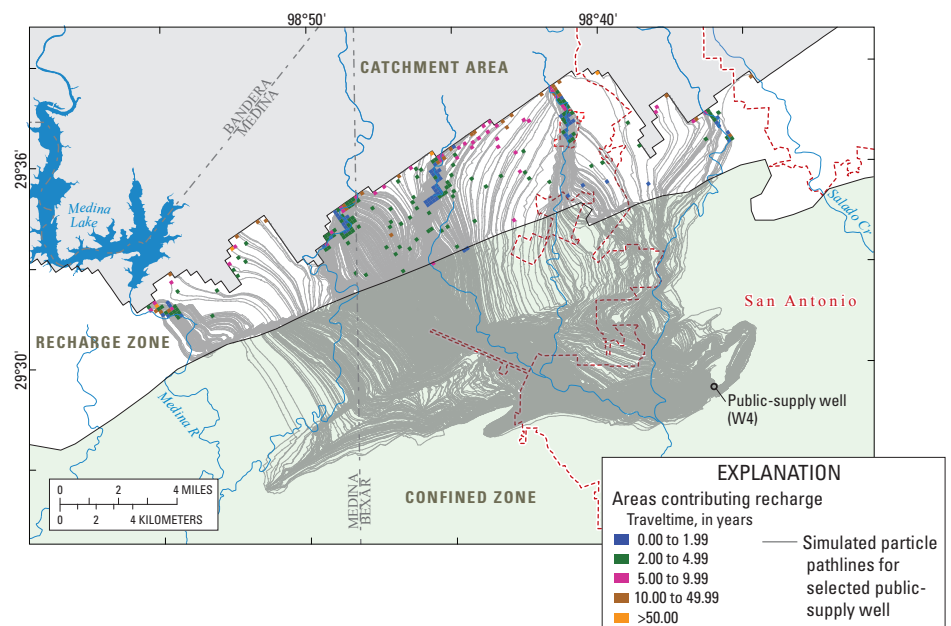 98°50'
98°40'
CATCHMENT AREA
BANDERA
MEDINA
29°36'
Medina
Lake
Salado Cr
San Antonio
RECHARGE ZONE
29°30'
Medina R
Public-supply well
(W4)
CONFINED ZONE
MEDINA
BEXAR
0 2 4 MILES
0 2 4 KILOMETERS
EXPLANATION
Areas contributing recharge
Traveltime, in years
0.00 to 1.99
2.00 to 4.99
5.00 to 9.99
10.00 to 49.99
>50.00
Simulated particle
pathlines for
selected public-
supply well